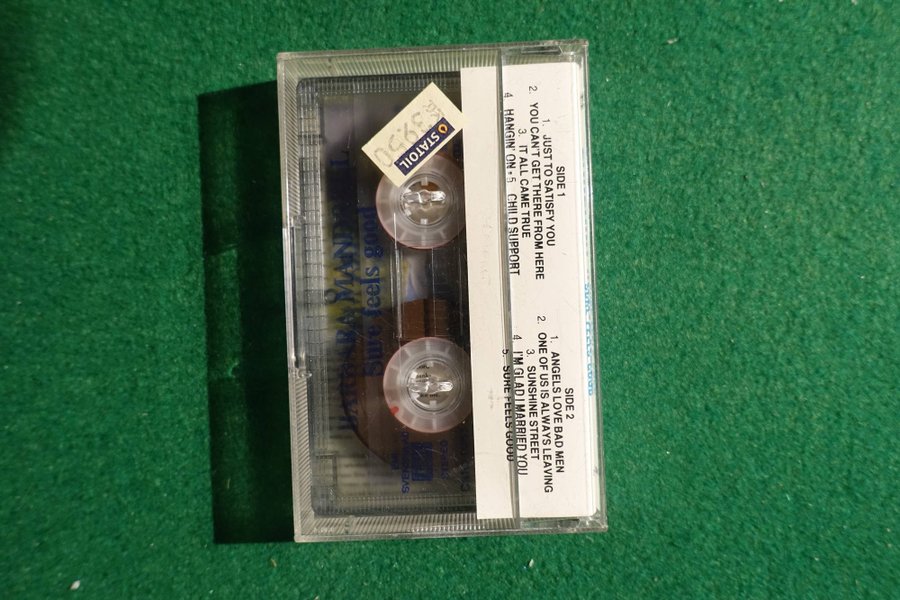 SIDE 1
1. JUST TO SATISFY YOU
2. YOU CAN'T GET THERE FROM HERE
3. IT ALL CAME TRUE
4. HANGIN' ON • 5. CHILD SUPPORT
SIDE 2
1. ANGELS LOVE BAD MEN
2. ONE OF US IS ALWAYS LEAVING
3. SUNSHINE STREET
4. I'M GLAD I MARRIED YOU
5. SURE FEELS GOOD
STATOIL
39.50
Sure feels good